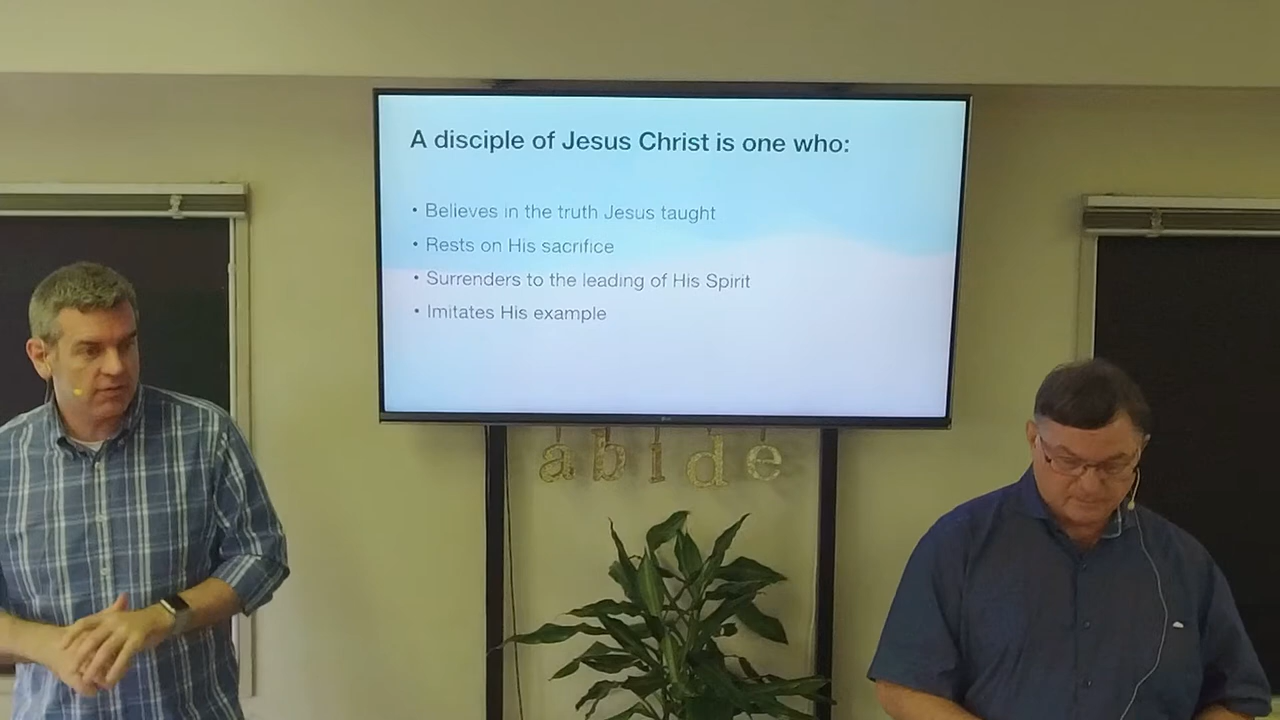 A disciple of Jesus Christ is one who:
• Believes in the truth Jesus taught
• Rests on His sacrifice
• Surrenders to the leading of His Spirit
• Imitates His example
LG
abide